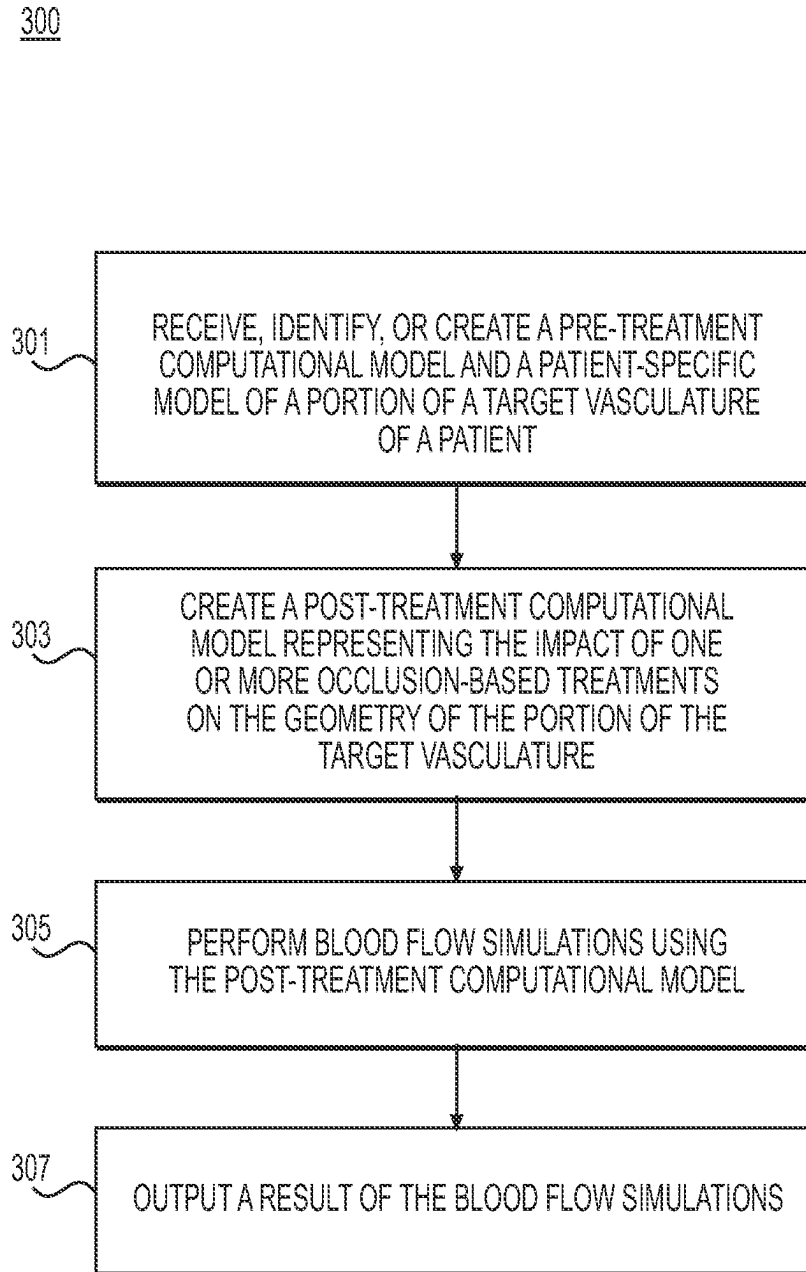 300
301
RECEIVE, IDENTIFY, OR CREATE A PRE-TREATMENT
COMPUTATIONAL MODEL AND A PATIENT-SPECIFIC
MODEL OF A PORTION OF A TARGET VASCULATURE
OF A PATIENT
303
CREATE A POST-TREATMENT COMPUTATIONAL
MODEL REPRESENTING THE IMPACT OF ONE
OR MORE OCCLUSION-BASED TREATMENTS
ON THE GEOMETRY OF THE PORTION OF THE
TARGET VASCULATURE
305
PERFORM BLOOD FLOW SIMULATIONS USING
THE POST-TREATMENT COMPUTATIONAL MODEL
307
OUTPUT A RESULT OF THE BLOOD FLOW SIMULATIONS